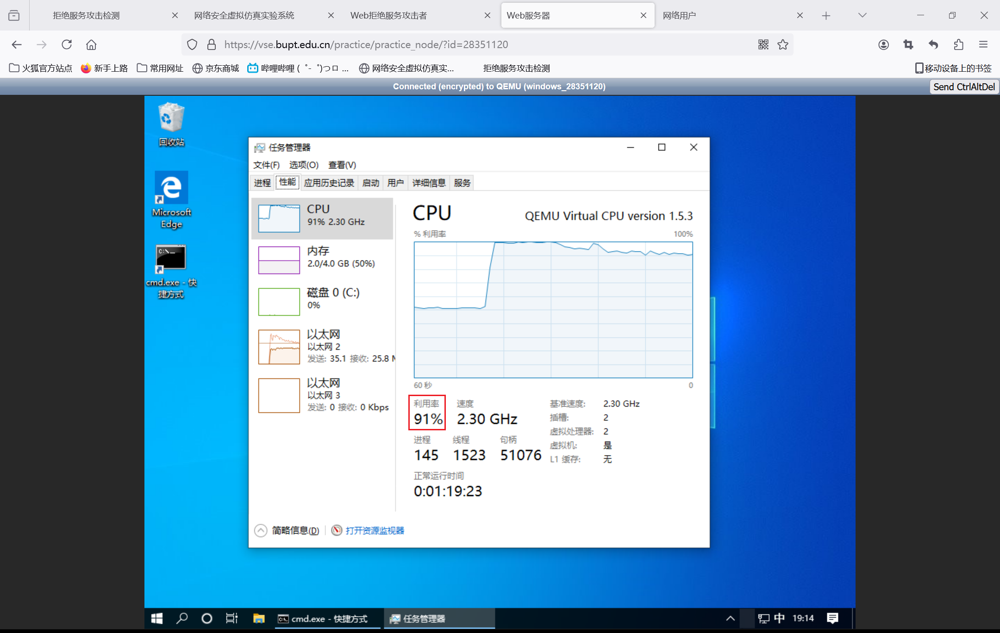 拒绝服务攻击检测
网络安全虚拟仿真实验系统
Web拒绝服务攻击者
Web服务器
网络用户
https://vse.bupt.edu.cn/practice/practice_node/?id=28351120
火狐官方站点
新手上路
常用网址
京东商城
哔哩哔哩 ( ゜- ゜)つロ ...
网络安全虚拟仿真实...
拒绝服务攻击检测
移动设备上的书签
Connected (encrypted) to QEMU (windows_28351120)
Send CtrlAltDel
回收站
Microsoft
Edge
C:\_
cmd.exe - 快
捷方式
任务管理器
文件(F) 选项(O) 查看(V)
进程 性能 应用历史记录 启动 用户 详细信息 服务
CPU
91% 2.30 GHz
内存
2.0/4.0 GB (50%)
磁盘 0 (C:)
0%
以太网
以太网 2
发送: 35.1 接收: 25.8 M
以太网
以太网 3
发送: 0 接收: 0 Kbps
CPU
QEMU Virtual CPU version 1.5.3
% 利用率
100%
60 秒
0
利用率
速度
91%
2.30 GHz
进程
线程
句柄
145
1523
51076
正常运行时间
0:01:19:23
基准速度: 2.30 GHz
插槽: 2
虚拟处理器: 2
虚拟机: 是
L1 缓存: 无
简略信息(D)
打开资源监视器
cmd.exe - 快捷方式
任务管理器
中
19:14